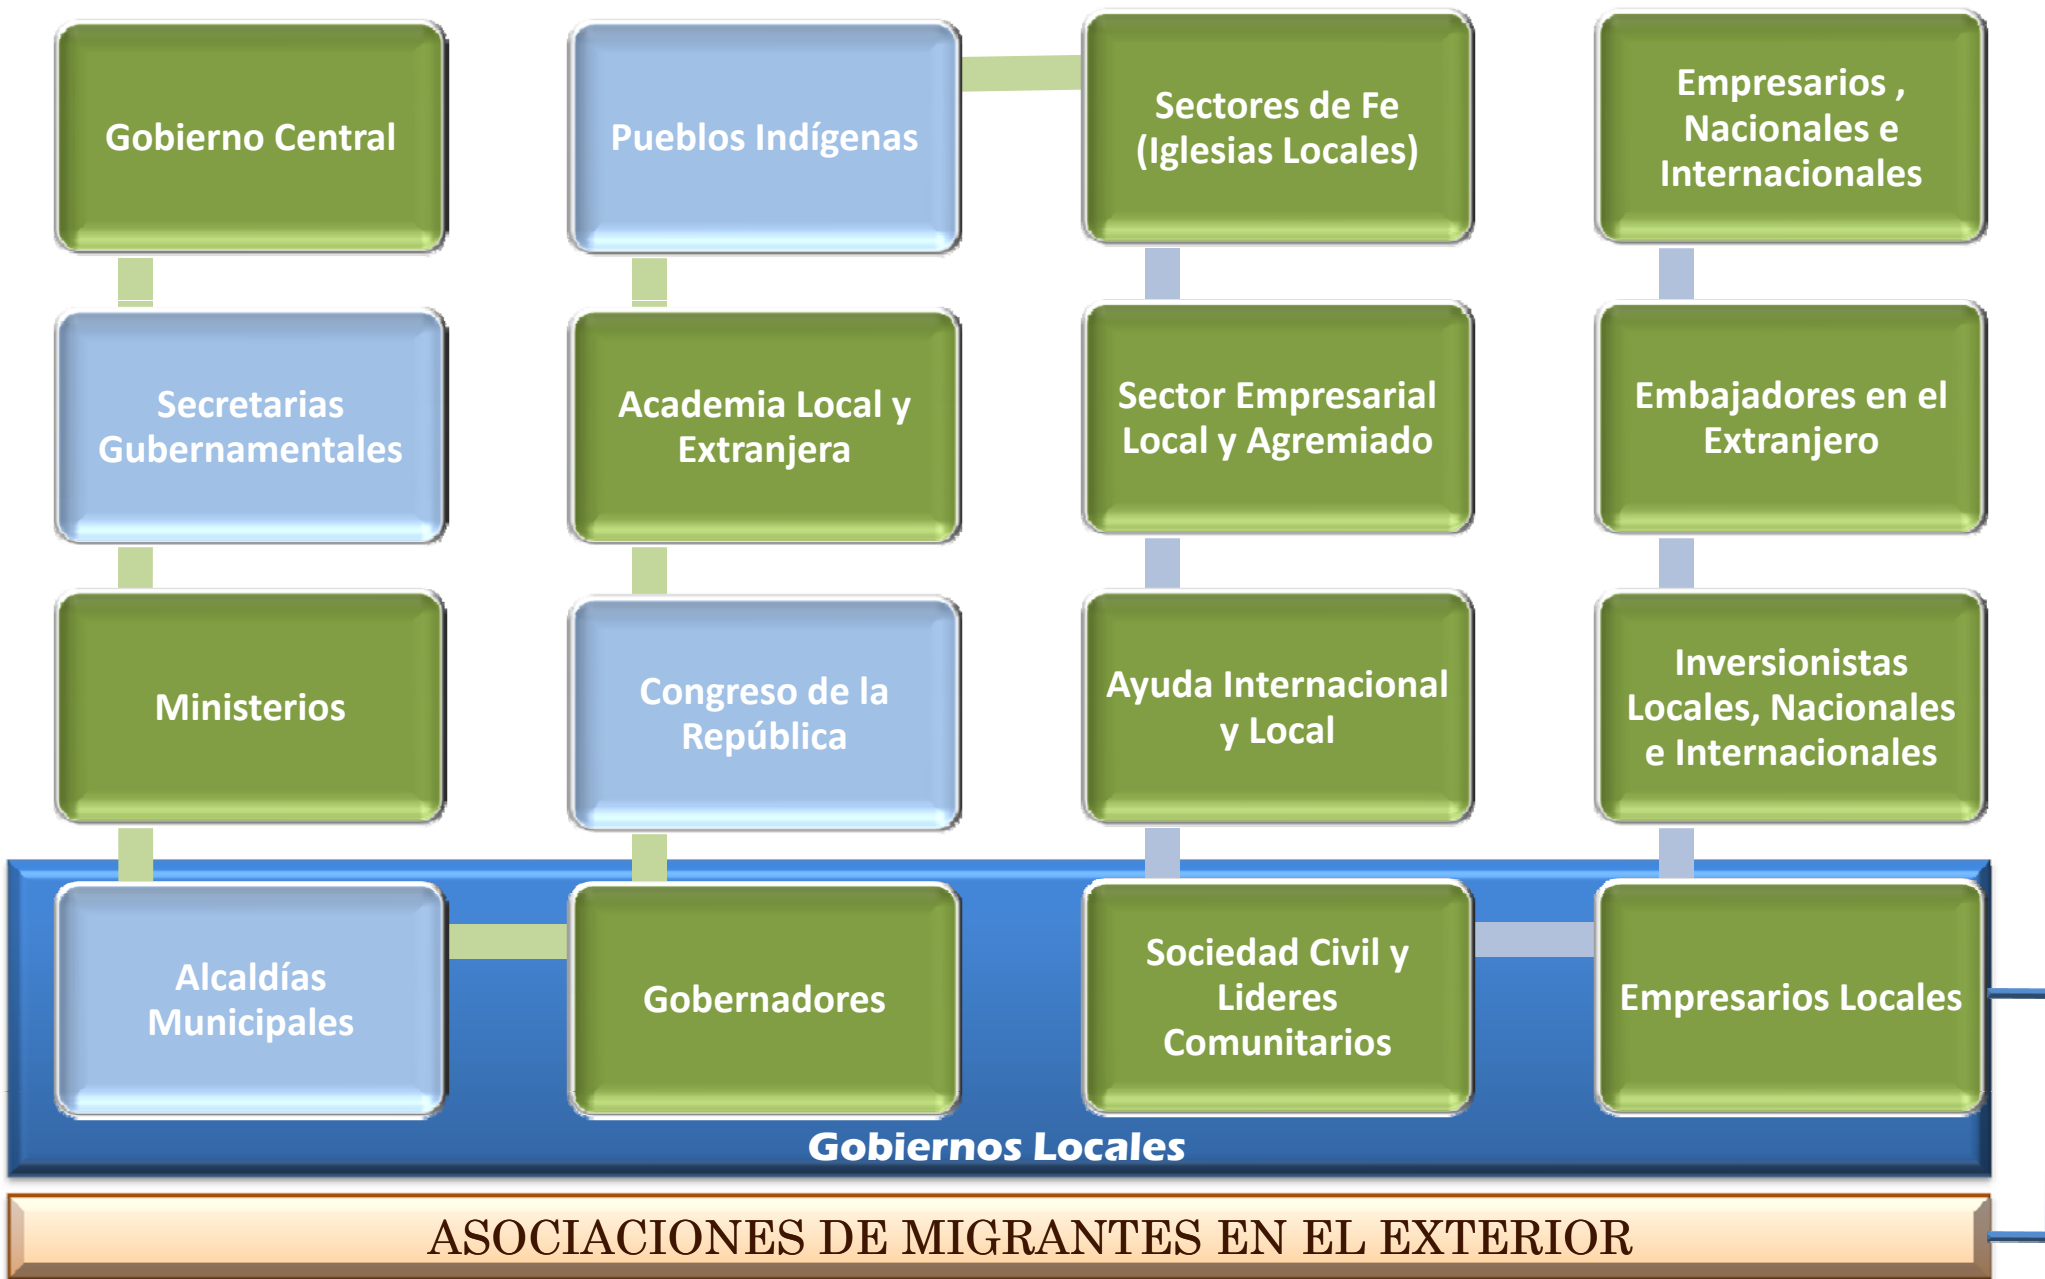 Gobierno Central
Pueblos Indígenas
Sectores de Fe
(Iglesias Locales)
Empresarios ,
Nacionales e
Internacionales
Secretarias
Gubernamentales
Academia Local y
Extranjera
Sector Empresarial
Local y Agremiado
Embajadores en el
Extranjero
Ministerios
Congreso de la
República
Ayuda Internacional
y Local
Inversionistas
Locales, Nacionales
e Internacionales
Alcaldías
Municipales
Gobernadores
Sociedad Civil y
Lideres
Comunitarios
Empresarios Locales
Gobiernos Locales
ASOCIACIONES DE MIGRANTES EN EL EXTERIOR